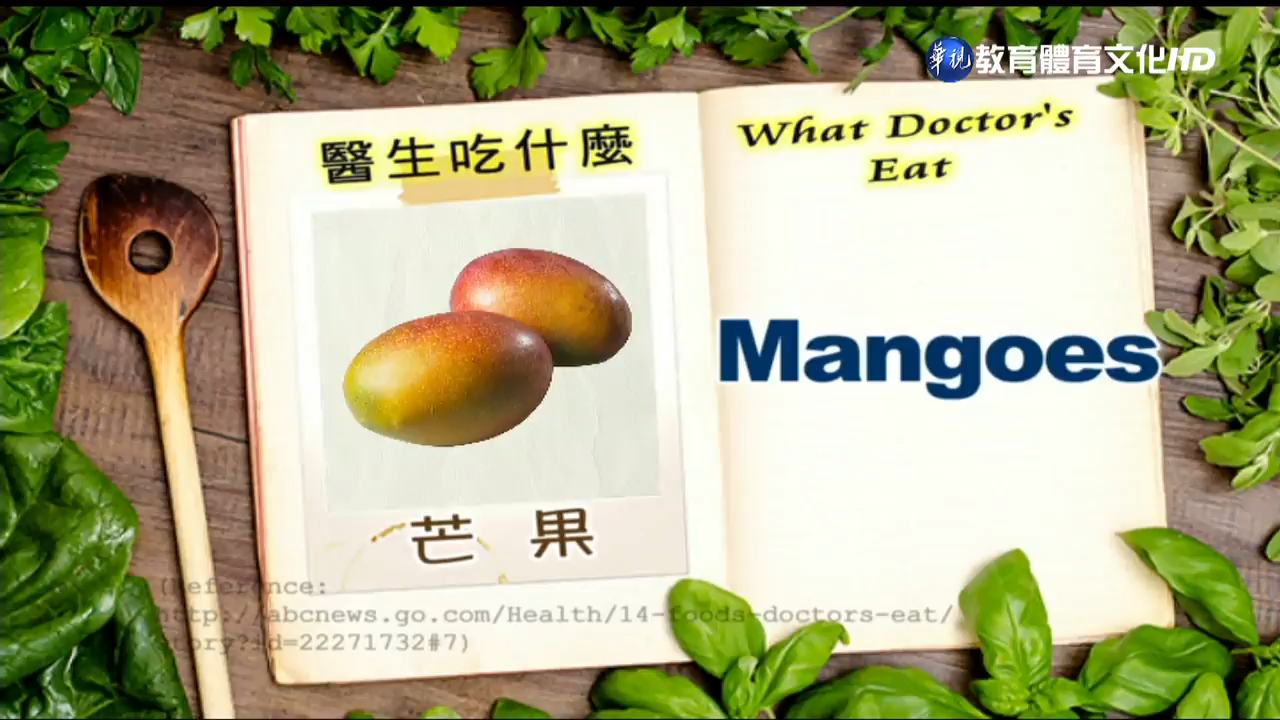 華視 教育體育文化HD
醫生吃什麼
What Doctor's
Eat
Mangoes
芒果
(Reference:
http://abcnews.go.com/Health/14-foods-doctors-eat/
story?id=22271732#7)